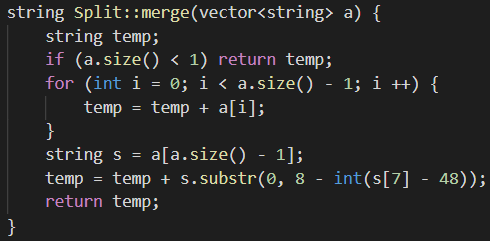 string Split::merge(vector<string> a) {
    string temp;
    if (a.size() < 1) return temp;
    for (int i = 0; i < a.size() - 1; i ++) {
        temp = temp + a[i];
    }
    string s = a[a.size() - 1];
    temp = temp + s.substr(0, 8 - int(s[7] - 48));
    return temp;
}